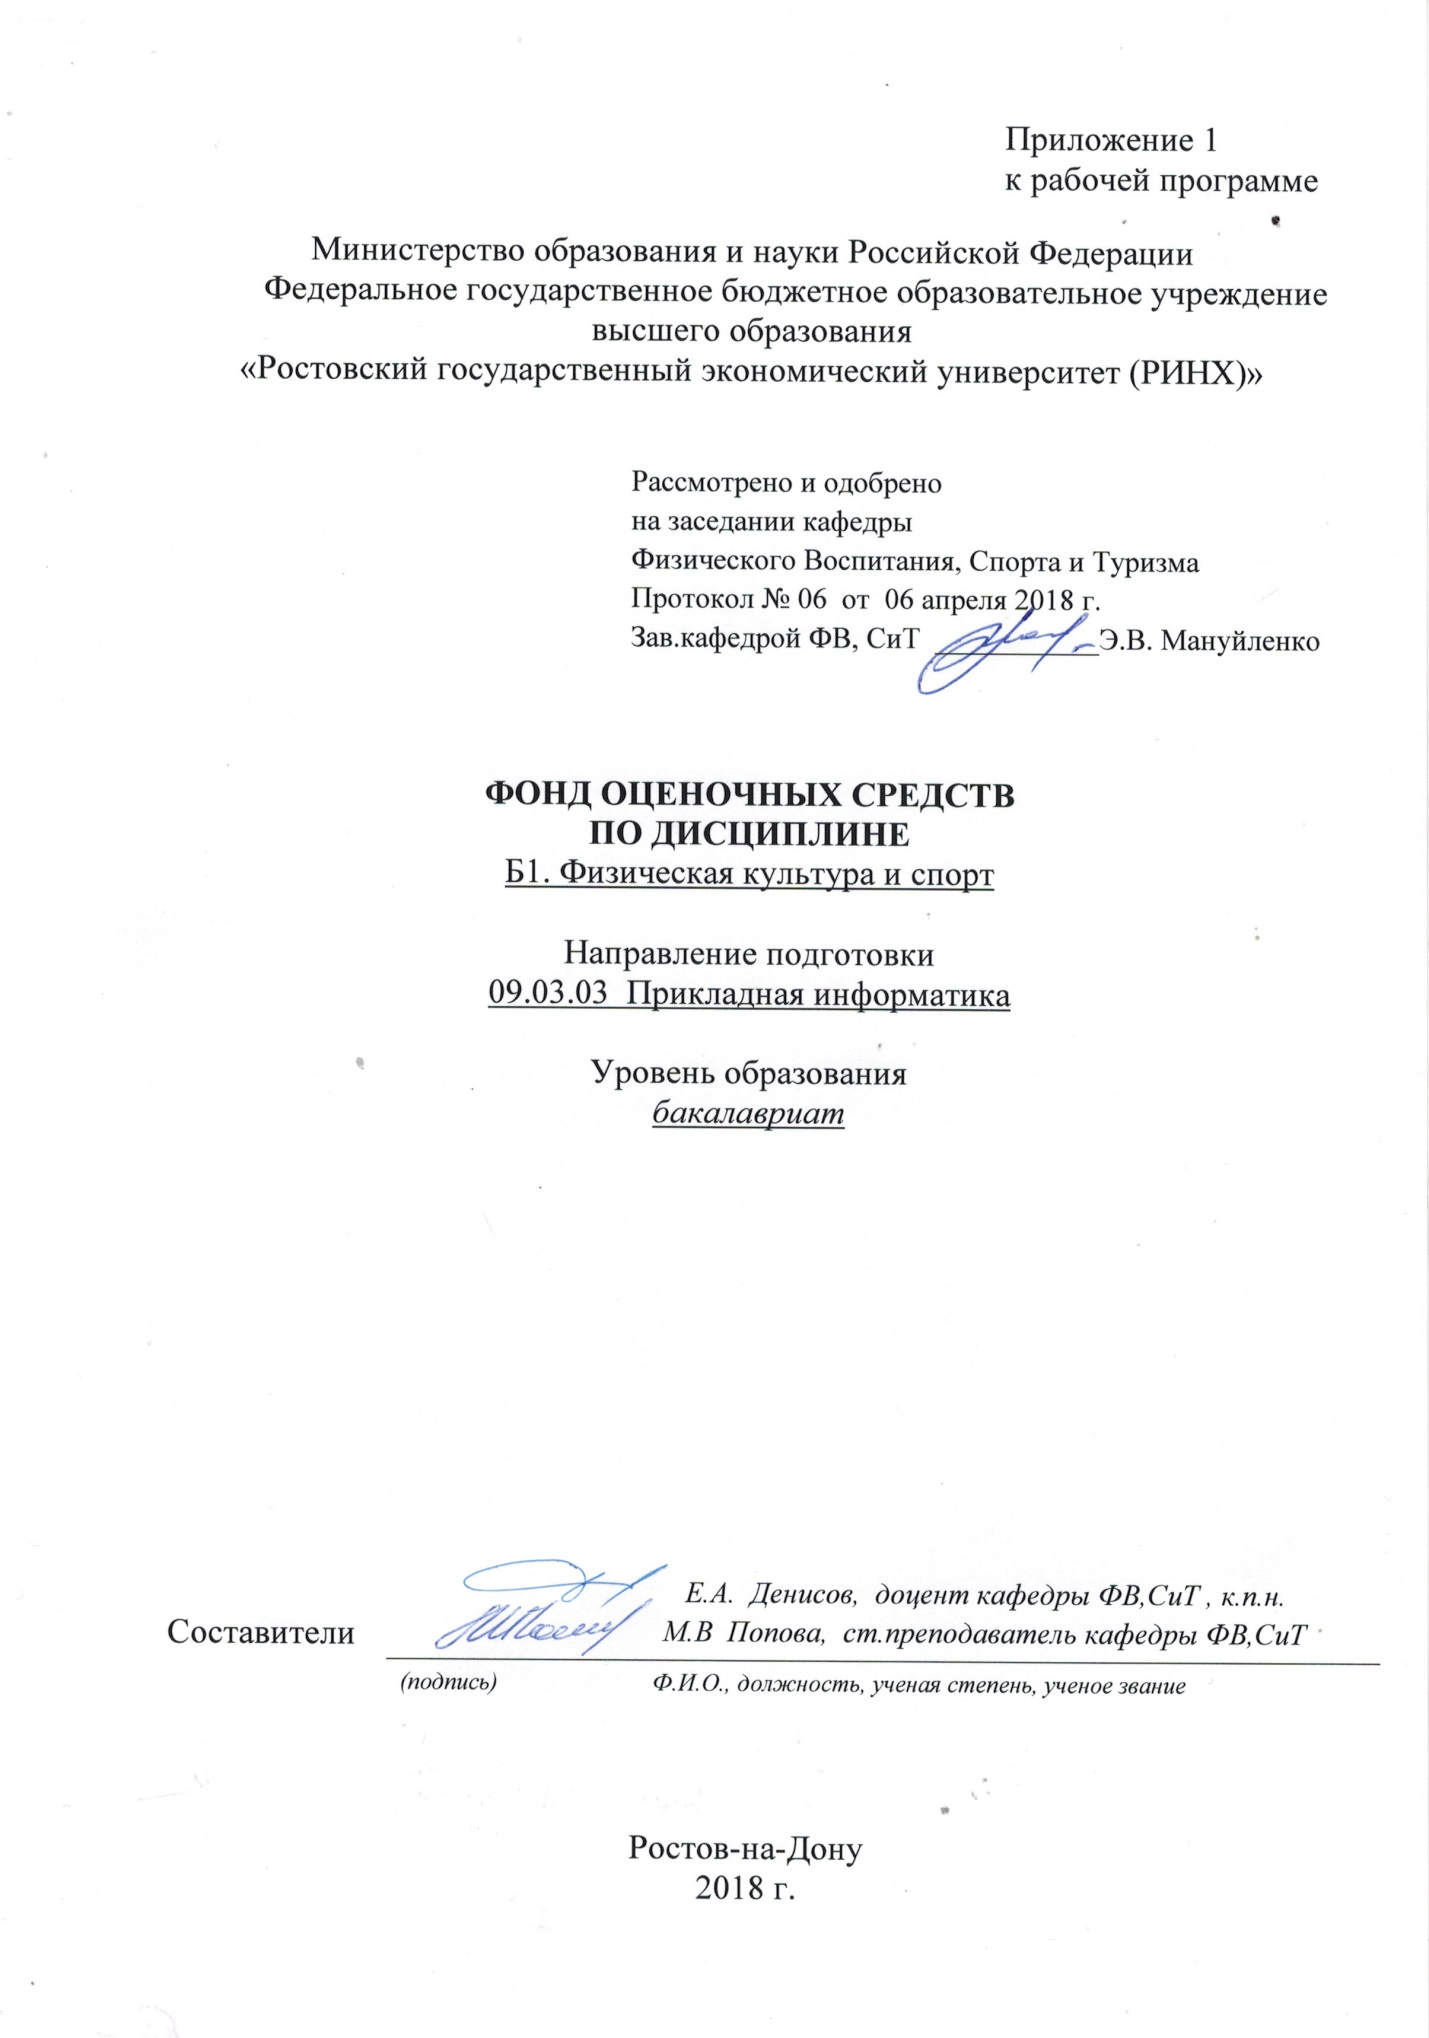 Приложение 1
к рабочей программе
Министерство образования и науки Российской Федерации
Федеральное государственное бюджетное образовательное учреждение
высшего образования
«Ростовский государственный экономический университет (РИНХ)»
Рассмотрено и одобрено
на заседании кафедры
Физического Воспитания, Спорта и Туризма
Протокол № 06 от 06 апреля 2018 г.
Зав.кафедрой ФВ, СиТ ___________Э.В. Мануйленко
ФОНД ОЦЕНОЧНЫХ СРЕДСТВ
ПО ДИСЦИПЛИНЕ
Б1. Физическая культура и спорт
Направление подготовки
09.03.03 Прикладная информатика
Уровень образования
бакалавриат
Е.А. Денисов, доцент кафедры ФВ,СиТ , к.п.н.
Составители М.В Попова, ст.преподаватель кафедры ФВ,СиТ
(подпись) Ф.И.О., должность, ученая степень, ученое звание
Ростов-на-Дону
2018 г.